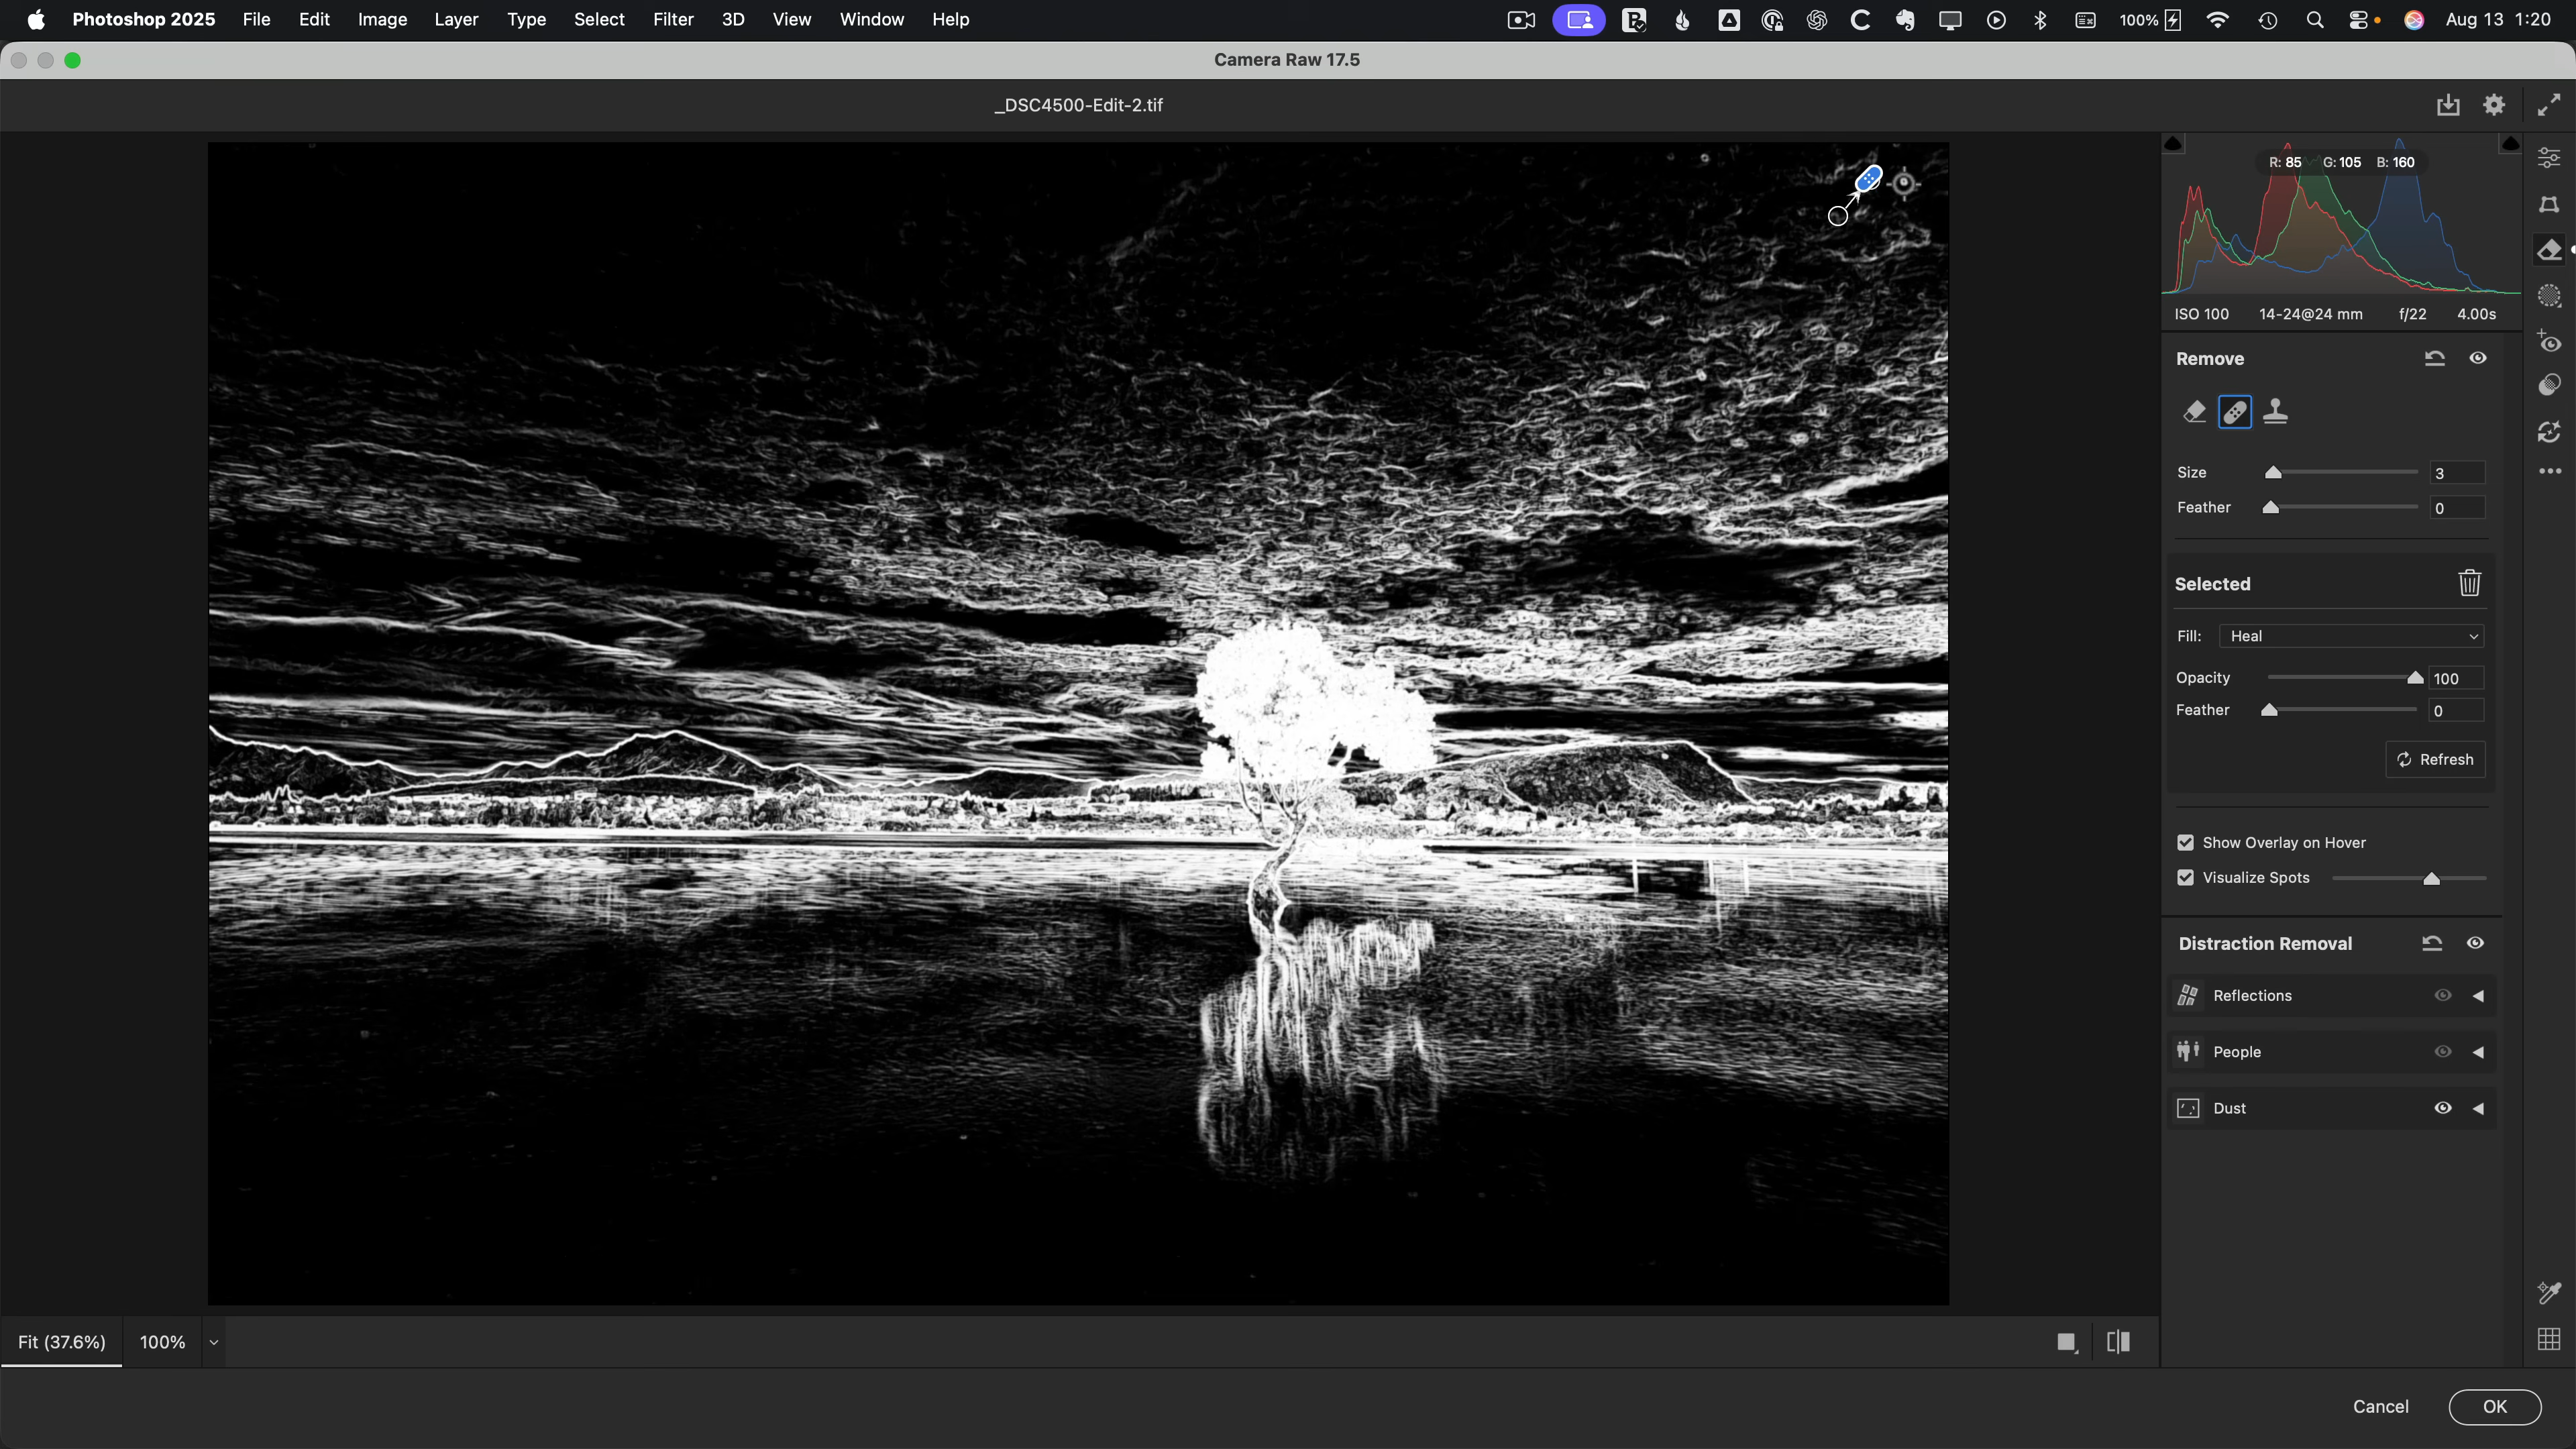 Photoshop 2025 File Edit Image Layer Type Select Filter 3D View Window Help 100% Aug 13 1:20
Camera Raw 17.5
_DSC4500-Edit-2.tif
R: 85 G: 105 B: 160
ISO 100 14-24@24 mm f/22 4.00s
Remove
Size 3
Feather 0
Selected
Fill: Heal
Opacity 100
Feather 0
Refresh
Show Overlay on Hover
Visualize Spots
Distraction Removal
Reflections
People
Dust
Fit (37.6%) 100%
Cancel OK